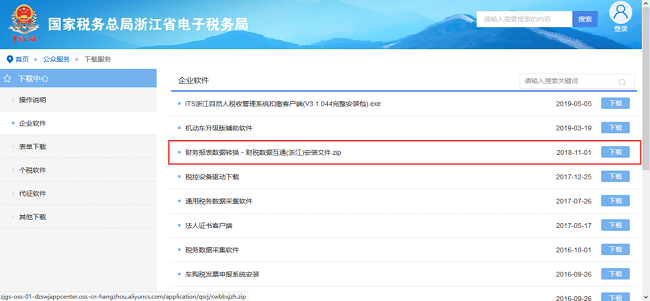 国家税务总局浙江省电子税务局
请输入需要搜索的内容
搜索
登录
首页 > 公众服务 > 下载服务
下载中心
操作说明
企业软件
表单下载
个税软件
代征软件
其他下载
企业软件
请输入搜索关键词
ITS浙江自然人税收管理系统扣缴客户端(V3.1.044完整安装包).exe 2019-05-05 下载
机动车升级版辅助软件 2019-03-19 下载
财务报表数据转换 - 财税数据互通(浙江)安装文件.zip 2018-11-01 下载
税控设备驱动下载 2017-12-25 下载
通用税务数据采集软件 2017-07-26 下载
法人证书客户端 2017-05-17 下载
税务数据采集软件 2016-10-01 下载
车购税发票申报系统安装 2016-09-26 下载
2016-09-26 下载
zjgs-oss-01-dzswjappcenter.oss-cn-hangzhou.aliyuncs.com/application/qsrj/cwbbsjzh.zip